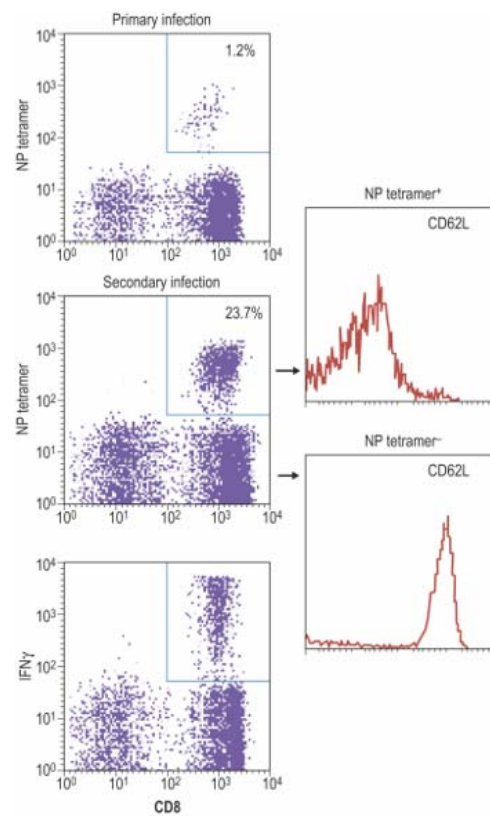 Primary infection
1.2%
NP tetramer
10⁴
10³
10²
10¹
10⁰
10⁰ 10¹ 10² 10³ 10⁴
Secondary infection
23.7%
NP tetramer
10⁴
10³
10²
10¹
10⁰
10⁰ 10¹ 10² 10³ 10⁴
NP tetramer⁺
CD62L
NP tetramer⁻
CD62L
IFNγ
10⁴
10³
10²
10¹
10⁰
10⁰ 10¹ 10² 10³ 10⁴
CD8